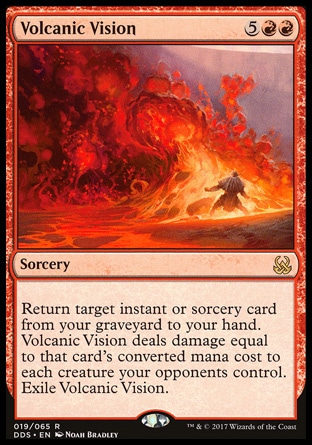 Volcanic Vision 5
Sorcery
Return target instant or sorcery card
from your graveyard to your hand.
Volcanic Vision deals damage equal
to that card's converted mana cost to
each creature your opponents control.
Exile Volcanic Vision.
019/065 R
DDS • EN Noah Bradley
™ & © 2017 Wizards of the Coast